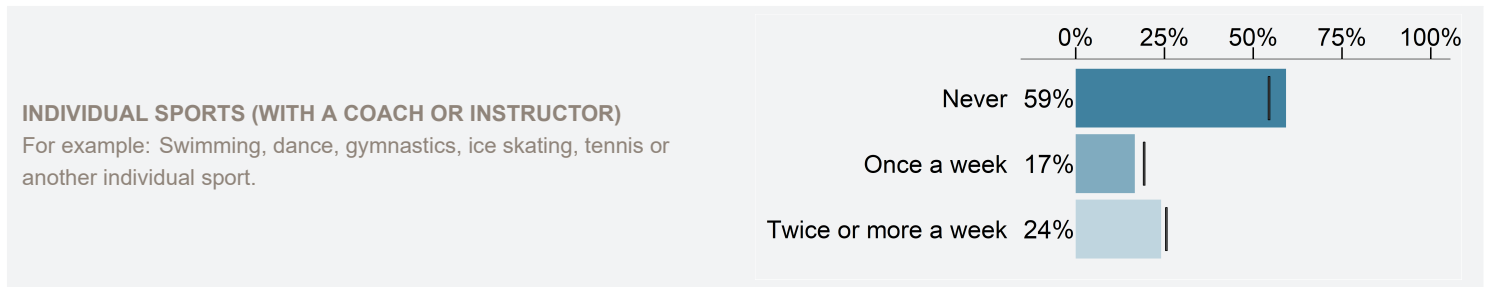 0% 25% 50% 75% 100%
INDIVIDUAL SPORTS (WITH A COACH OR INSTRUCTOR)
For example: Swimming, dance, gymnastics, ice skating, tennis or
another individual sport.
Never 59%
Once a week 17%
Twice or more a week 24%